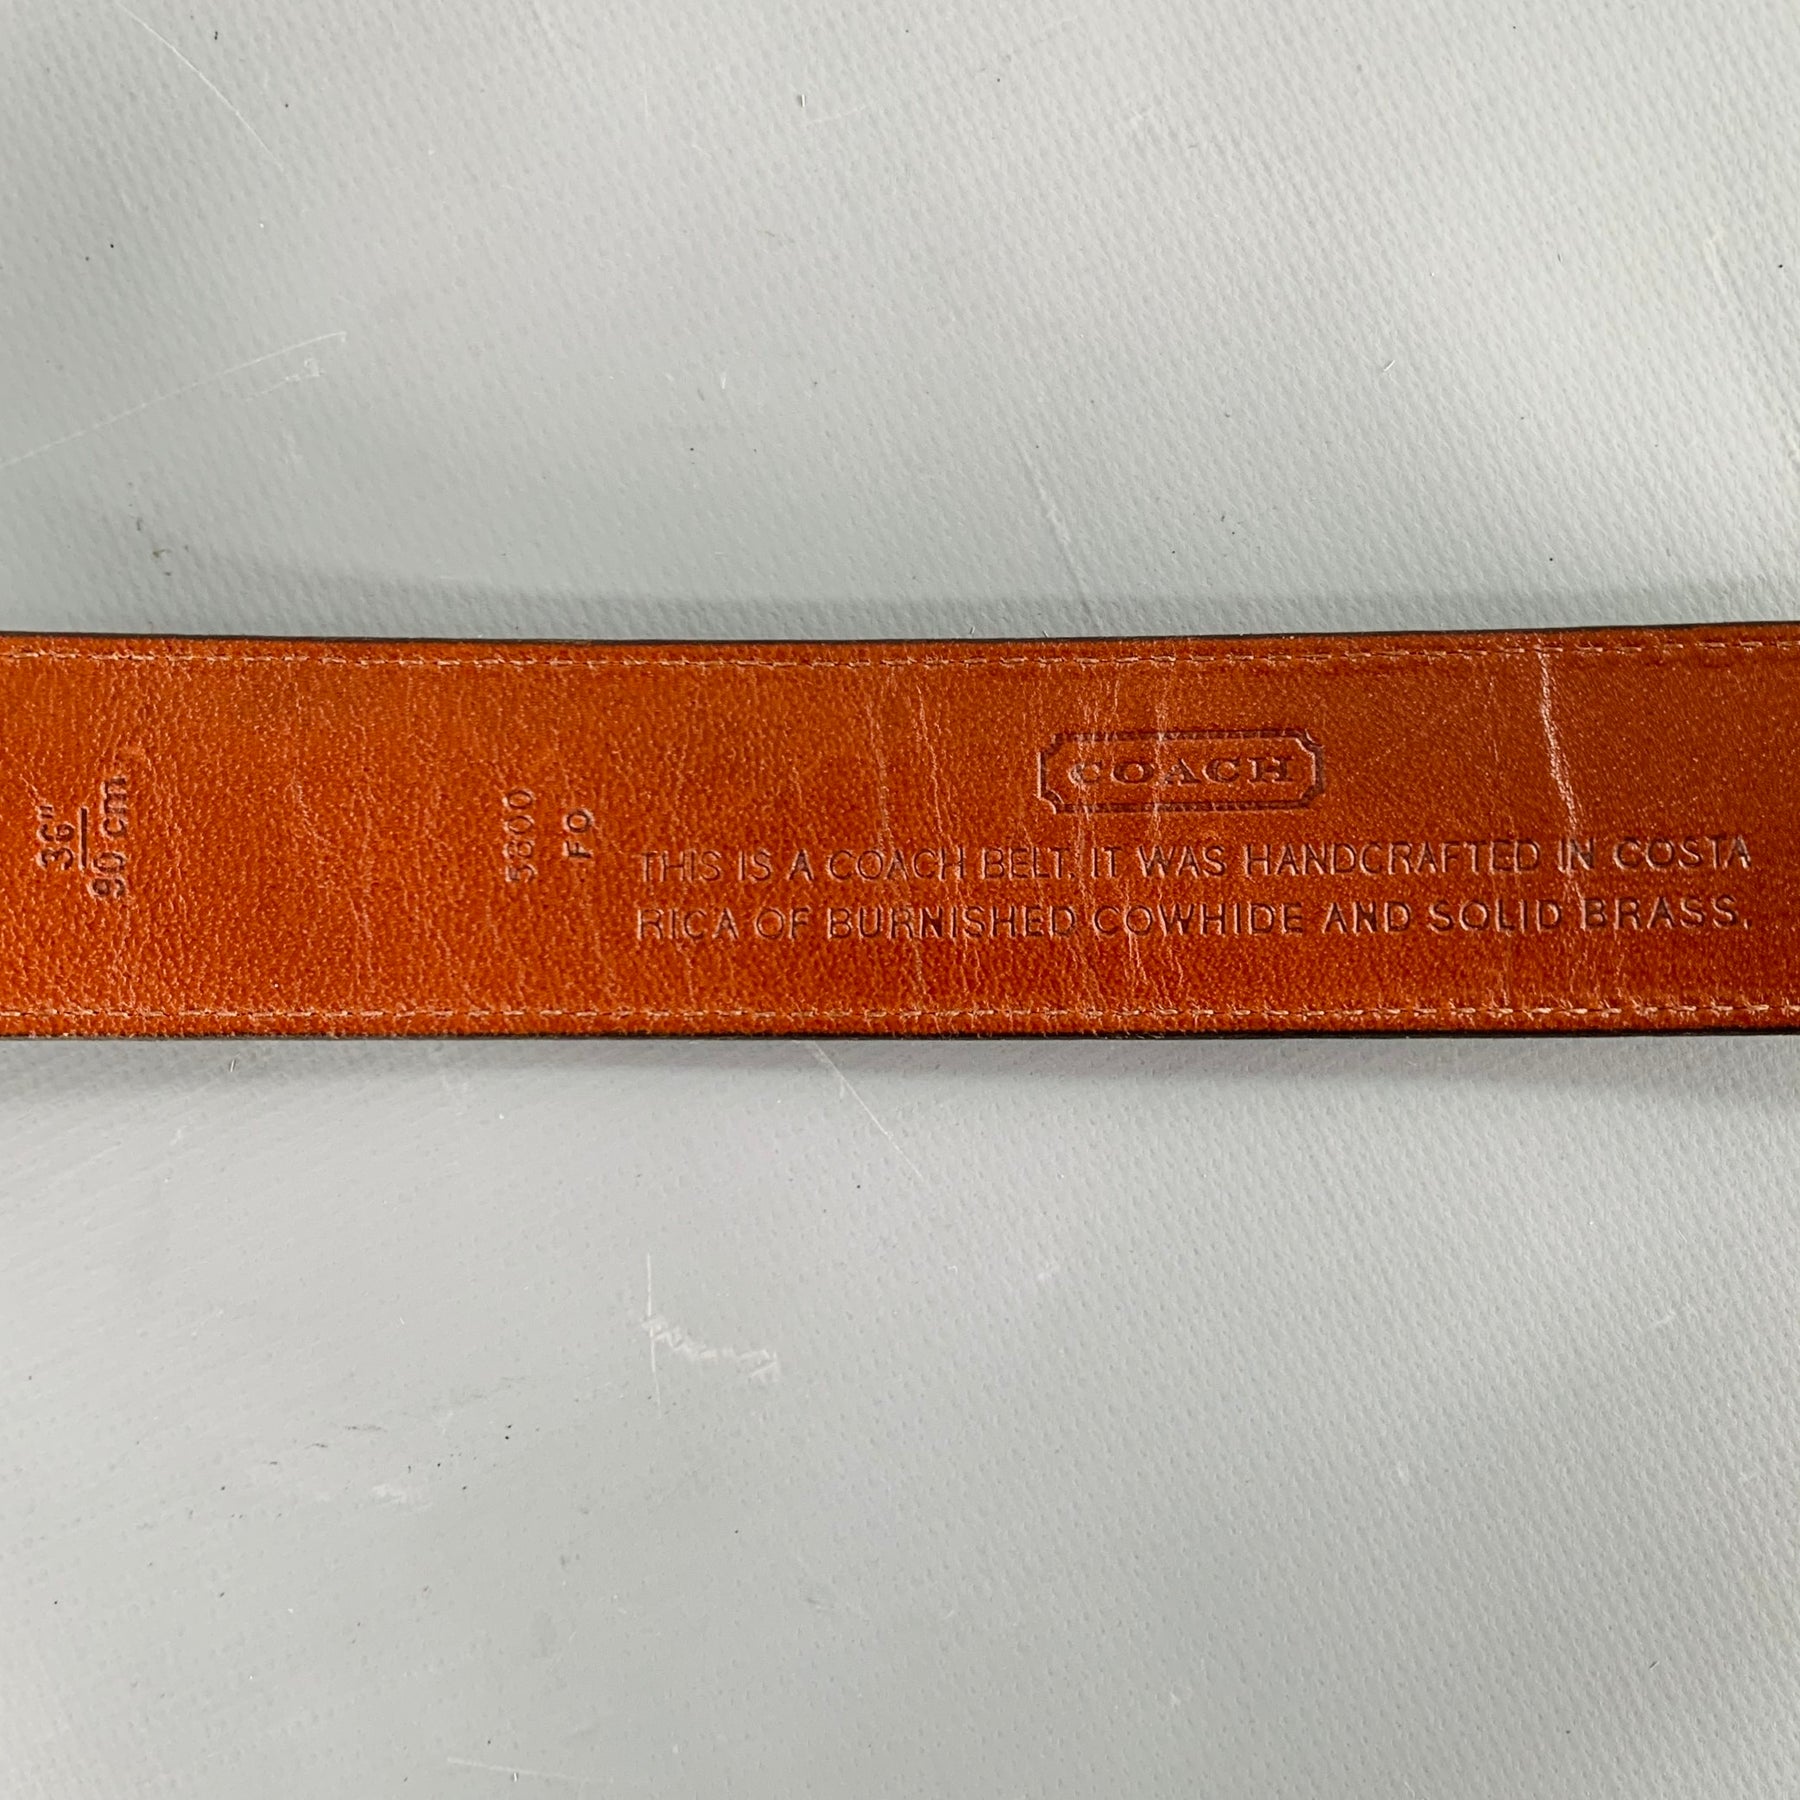 36"
90 cm
5800
FO
COACH
THIS IS A COACH BELT. IT WAS HANDCRAFTED IN COSTA
RICA OF BURNISHED COWHIDE AND SOLID BRASS.